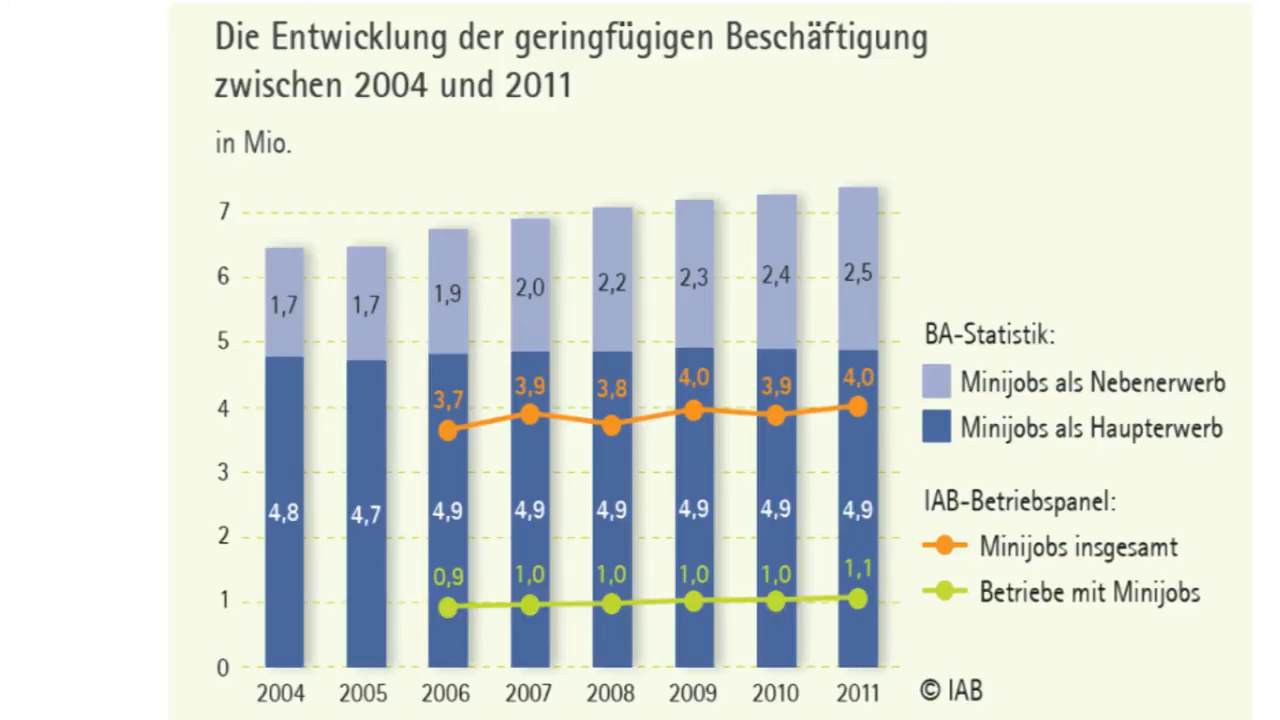 Die Entwicklung der geringfügigen Beschäftigung
zwischen 2004 und 2011
in Mio.
7
6
5
4
3
2
1
0
1,7 1,7 1,9 2,0 2,2 2,3 2,4 2,5
3,7 3,9 3,8 4,0 3,9 4,0
4,8 4,7 4,9 4,9 4,9 4,9 4,9 4,9
0,9 1,0 1,0 1,0 1,0 1,1
2004 2005 2006 2007 2008 2009 2010 2011
BA-Statistik:
Minijobs als Nebenerwerb
Minijobs als Haupterwerb
IAB-Betriebspanel:
Minijobs insgesamt
Betriebe mit Minijobs
© IAB